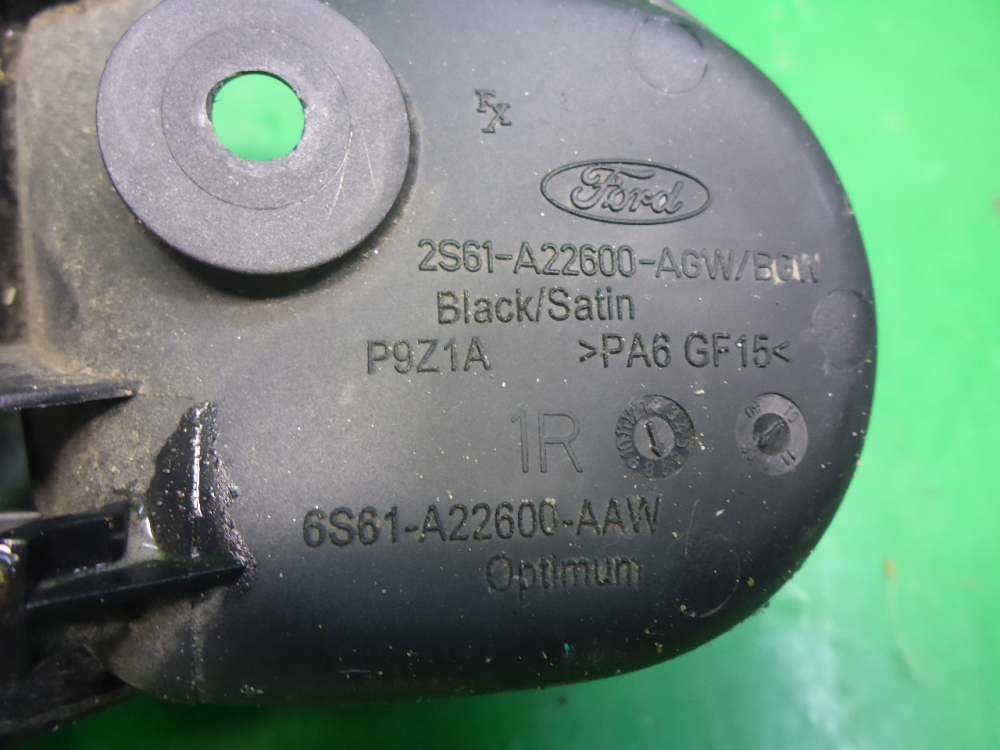 FX
Ford
2S61-A22600-AGW/BGW
Black/Satin
P9Z1A >PA6 GF15<
1R
6S61-A22600-AAW
Optimum